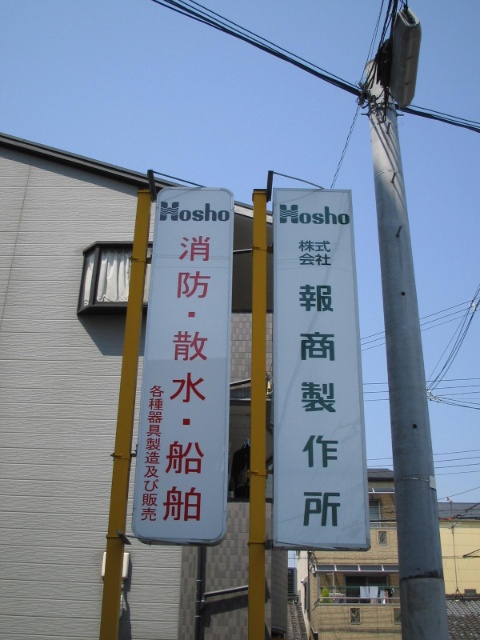 Hosho
消防・散水・船舶
各種器具製造及び販売
Hosho
株式
会社
報商製作所